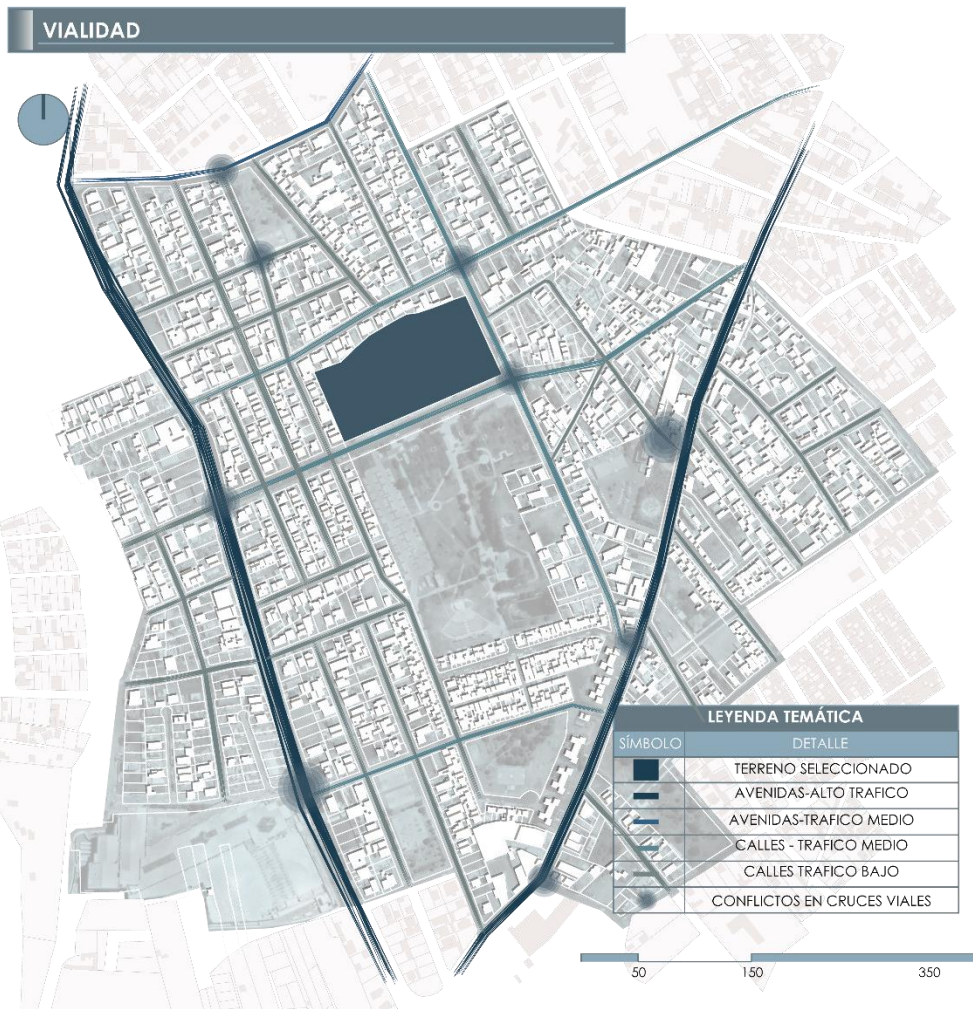 VIALIDAD
LEYENDA TEMÁTICA
SÍMBOLO DETALLE
TERRENO SELECCIONADO
AVENIDAS-ALTO TRAFICO
AVENIDAS-TRAFICO MEDIO
CALLES - TRAFICO MEDIO
CALLES TRAFICO BAJO
CONFLICTOS EN CRUCES VIALES
50 150 350